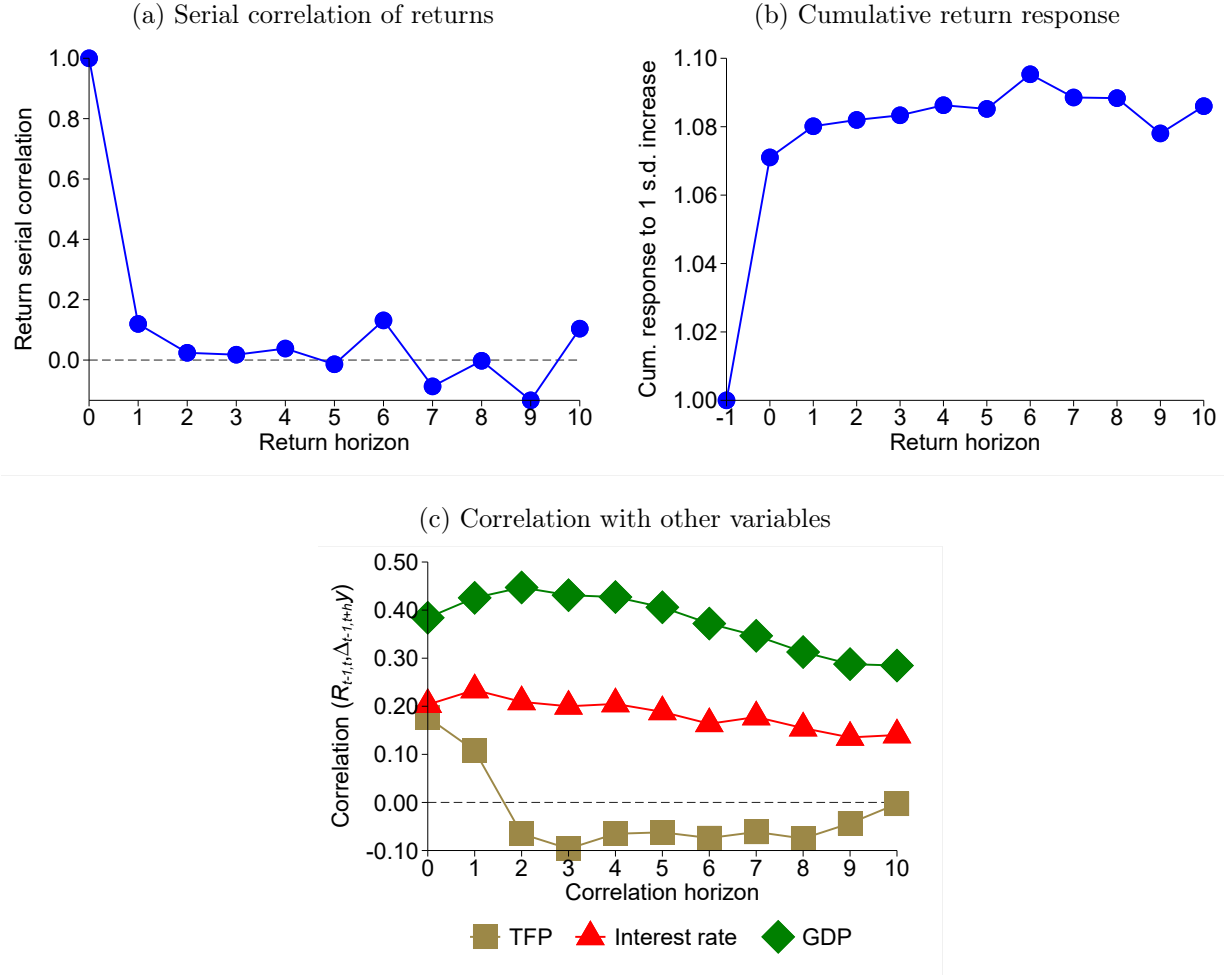 (a) Serial correlation of returns
Return serial correlation
1.0
0.8
0.6
0.4
0.2
0.0
0 1 2 3 4 5 6 7 8 9 10
Return horizon
(b) Cumulative return response
Cum. response to 1 s.d. increase
1.10
1.08
1.06
1.04
1.02
1.00
-1 0 1 2 3 4 5 6 7 8 9 10
Return horizon
(c) Correlation with other variables
Correlation (R_{t-1,t},Δ_{t-1,t+h}y)
0.50
0.40
0.30
0.20
0.10
0.00
-0.10
0 1 2 3 4 5 6 7 8 9 10
Correlation horizon
TFP Interest rate GDP